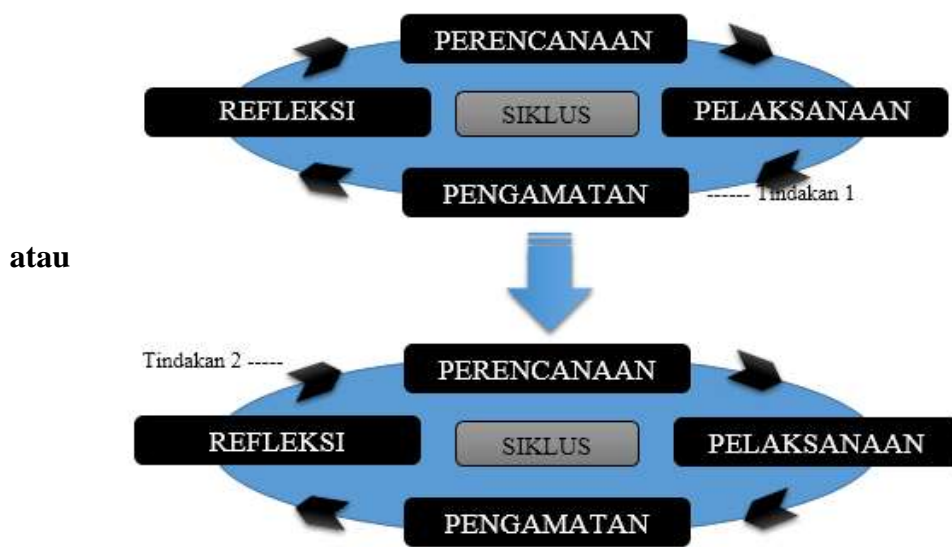 PERENCANAAN
REFLEKSI SIKLUS PELAKSANAAN
PENGAMATAN ------ Tindakan 1
atau
Tindakan 2 -----
PERENCANAAN
REFLEKSI SIKLUS PELAKSANAAN
PENGAMATAN